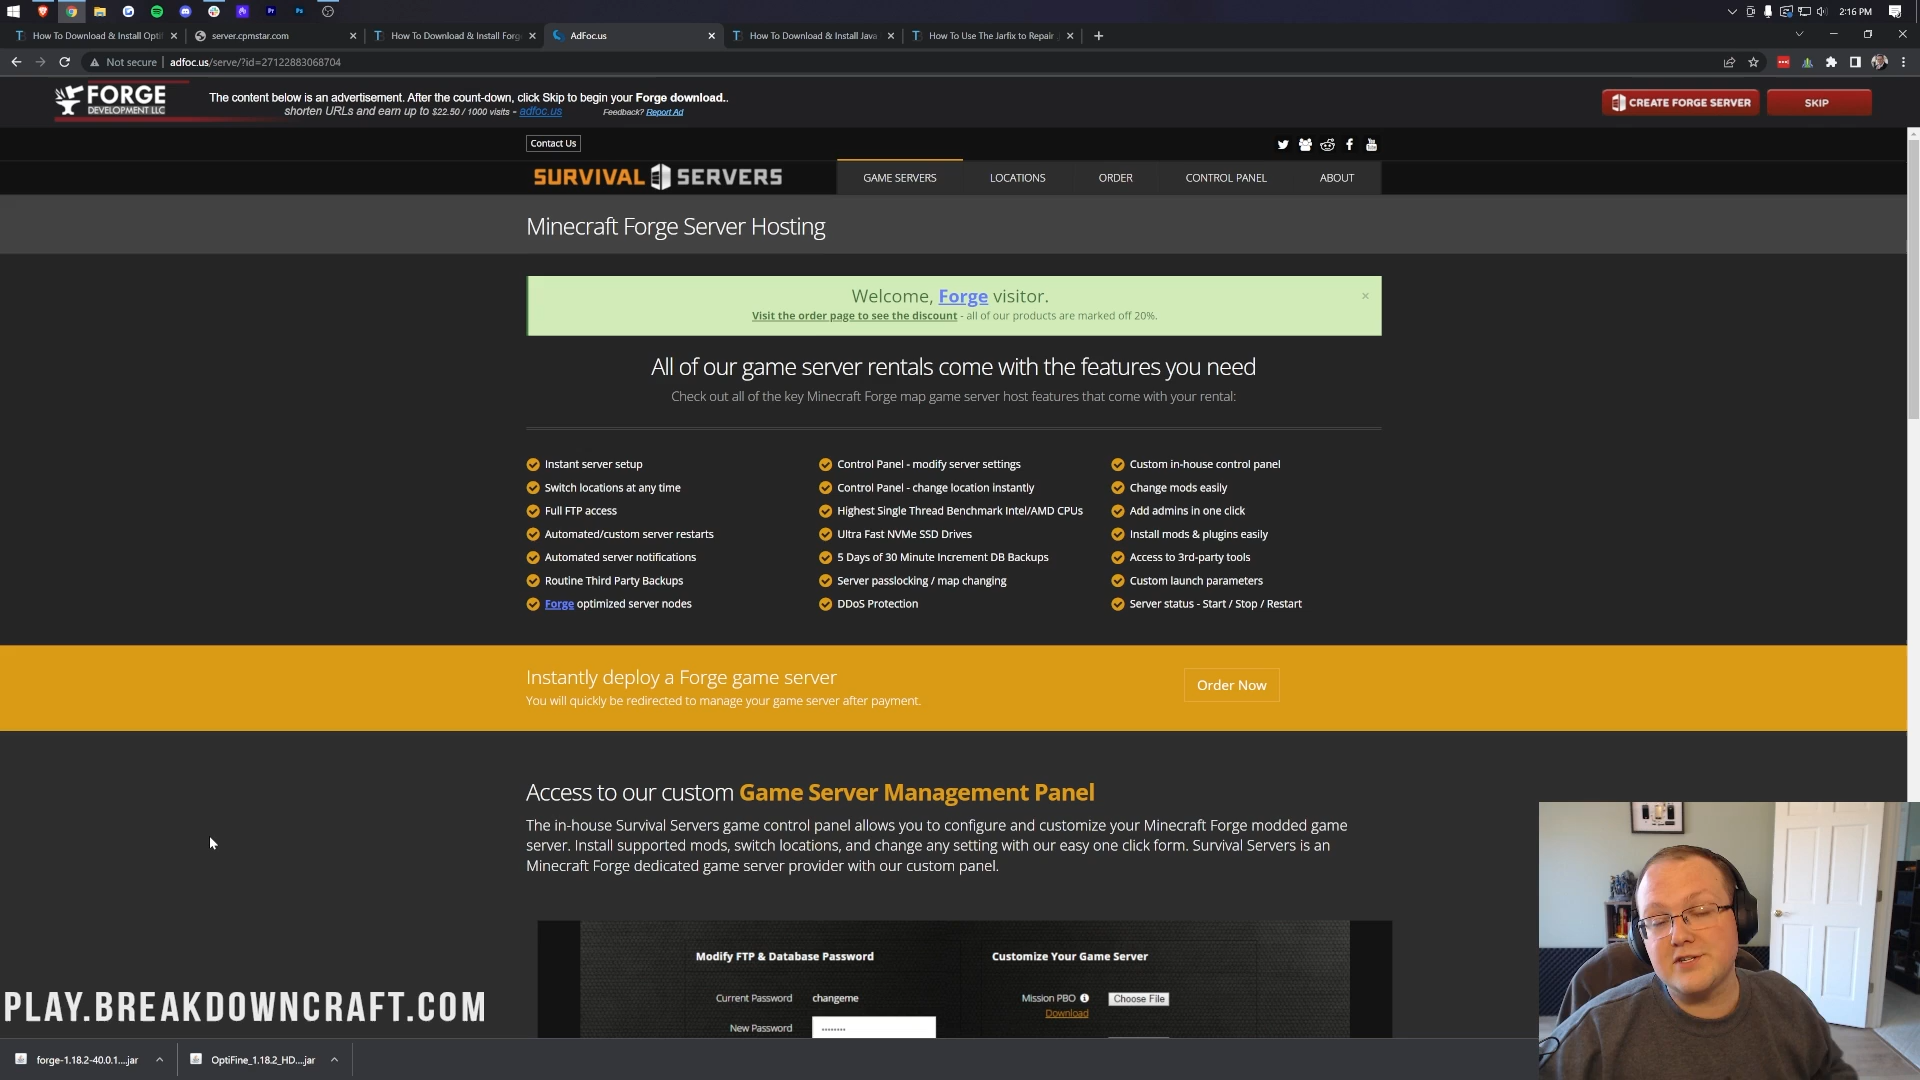 2:16 PM
How To Download & Install Opti
server.cpmstar.com
How To Download & Install Forg
AdFoc.us
How To Download & Install Java
How To Use The Jarfix to Repair
Not secure | adfoc.us/serve/?id=27122883068704
FORGE
DEVELOPMENT LLC
The content below is an advertisement. After the count-down, click Skip to begin your Forge download..
shorten URLs and earn up to $22.50 / 1000 visits - adfoc.us
Feedback? Report Ad
CREATE FORGE SERVER
SKIP
Contact Us
SURVIVAL SERVERS
GAME SERVERS
LOCATIONS
ORDER
CONTROL PANEL
ABOUT
Minecraft Forge Server Hosting
Welcome, Forge visitor.
Visit the order page to see the discount - all of our products are marked off 20%.
All of our game server rentals come with the features you need
Check out all of the key Minecraft Forge map game server host features that come with your rental:
Instant server setup
Switch locations at any time
Full FTP access
Automated/custom server restarts
Automated server notifications
Routine Third Party Backups
Forge optimized server nodes
Control Panel - modify server settings
Control Panel - change location instantly
Highest Single Thread Benchmark Intel/AMD CPUs
Ultra Fast NVMe SSD Drives
5 Days of 30 Minute Increment DB Backups
Server passlocking / map changing
DDoS Protection
Custom in-house control panel
Change mods easily
Add admins in one click
Install mods & plugins easily
Access to 3rd-party tools
Custom launch parameters
Server status - Start / Stop / Restart
Instantly deploy a Forge game server
You will quickly be redirected to manage your game server after payment.
Order Now
Access to our custom Game Server Management Panel
The in-house Survival Servers game control panel allows you to configure and customize your Minecraft Forge modded game
server. Install supported mods, switch locations, and change any setting with our easy one click form. Survival Servers is an
Minecraft Forge dedicated game server provider with our custom panel.
Modify FTP & Database Password
Current Password changeme
New Password
Customize Your Game Server
Mission PBO
Choose File
Download
PLAY.BREAKDOWNCRAFT.COM
forge-1.18.2-40.0.1....jar
OptiFine_1.18.2_HD....jar